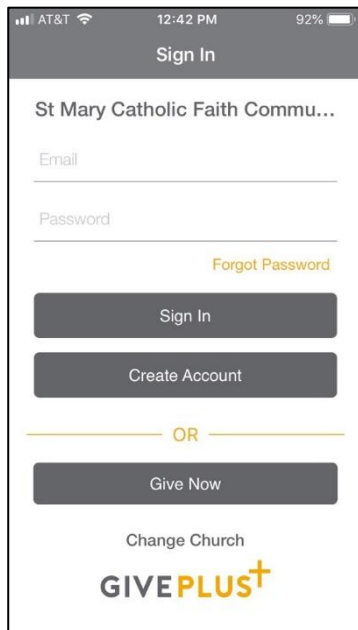 AT&T 12:42 PM 92%
Sign In
St Mary Catholic Faith Commu...
Email
Password
Forgot Password
Sign In
Create Account
OR
Give Now
Change Church
GIVEPLUS+